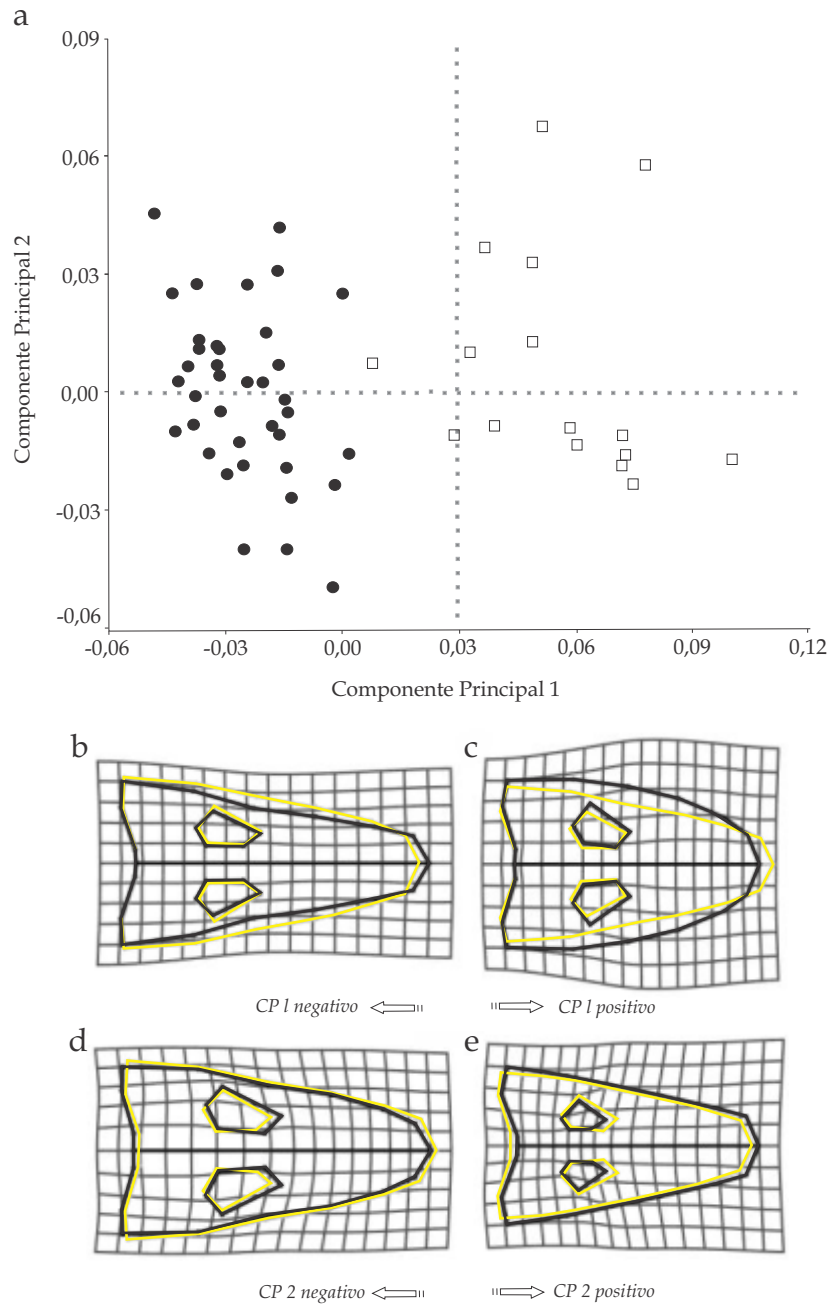 a
0,09
0,06
0,03
0,00
-0,03
-0,06
Componente Principal 2
-0,06
-0,03
0,00
0,03
0,06
0,09
0,12
Componente Principal 1
b
c
CP 1 negativo
CP 1 positivo
d
e
CP 2 negativo
CP 2 positivo